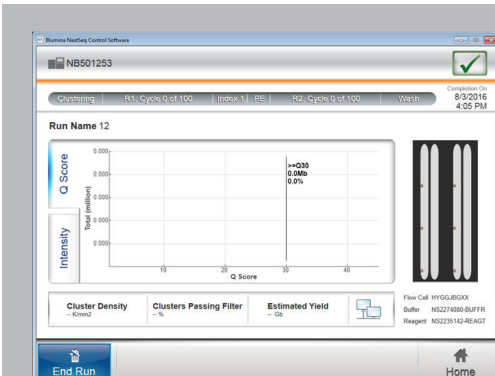 Illumina NextSeq Control Software
NB501253
Clustering R1: Cycle 0 of 100 Index 1 PE R2: Cycle 0 of 100 Wash
Completion On
8/3/2016
4:05 PM
Run Name 12
Q Score
Intensity
Total (million)
0.000
0.000
0.000
0.000
0.000
>=Q30
0.0Mb
0.0%
10 20 30 40
Q Score
Cluster Density
-- K/mm2
Clusters Passing Filter
-- %
Estimated Yield
-- Gb
Flow Cell HYGGJBGXX
Buffer NS2274080-BUFFR
Reagent NS2235142-REAGT
End Run
Home